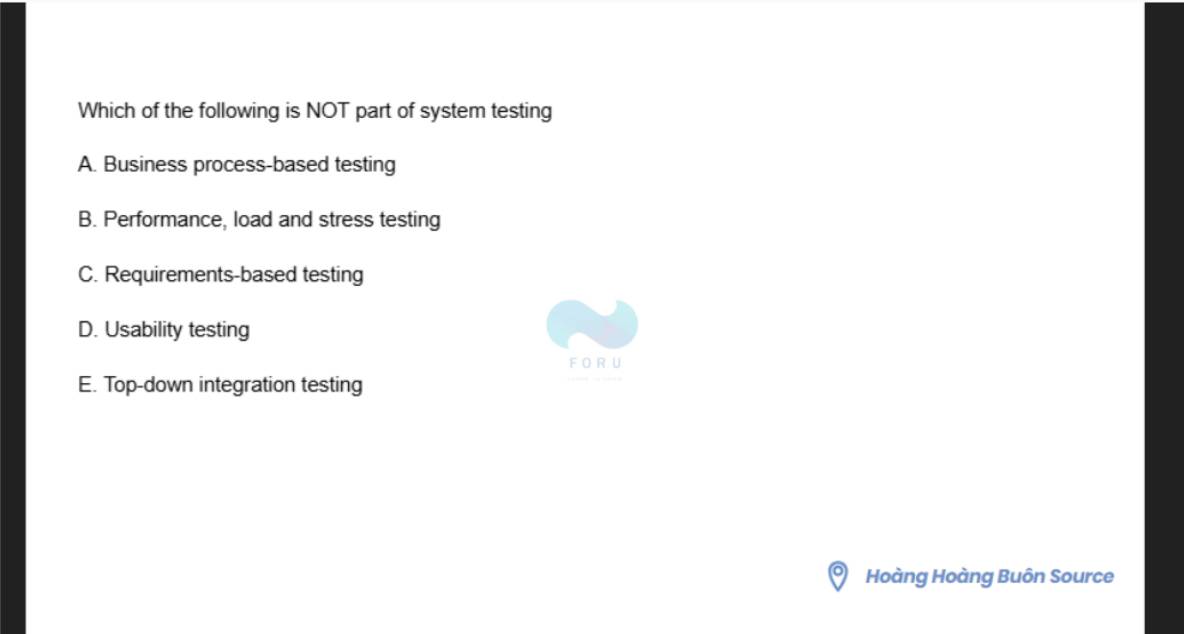 Which of the following is NOT part of system testing
A. Business process-based testing
B. Performance, load and stress testing
C. Requirements-based testing
D. Usability testing
E. Top-down integration testing
FORU
Hoàng Hoàng Buôn Source